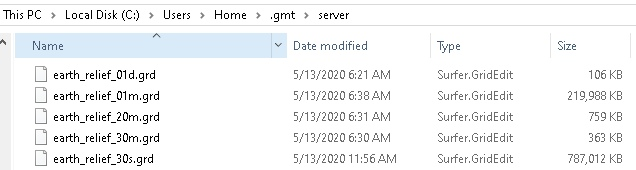 This PC > Local Disk (C:) > Users > Home > .gmt > server
Name Date modified Type Size
earth_relief_01d.grd 5/13/2020 6:21 AM Surfer.GridEdit 106 KB
earth_relief_01m.grd 5/13/2020 6:38 AM Surfer.GridEdit 219,988 KB
earth_relief_20m.grd 5/13/2020 6:31 AM Surfer.GridEdit 759 KB
earth_relief_30m.grd 5/13/2020 6:30 AM Surfer.GridEdit 363 KB
earth_relief_30s.grd 5/13/2020 11:56 AM Surfer.GridEdit 787,012 KB